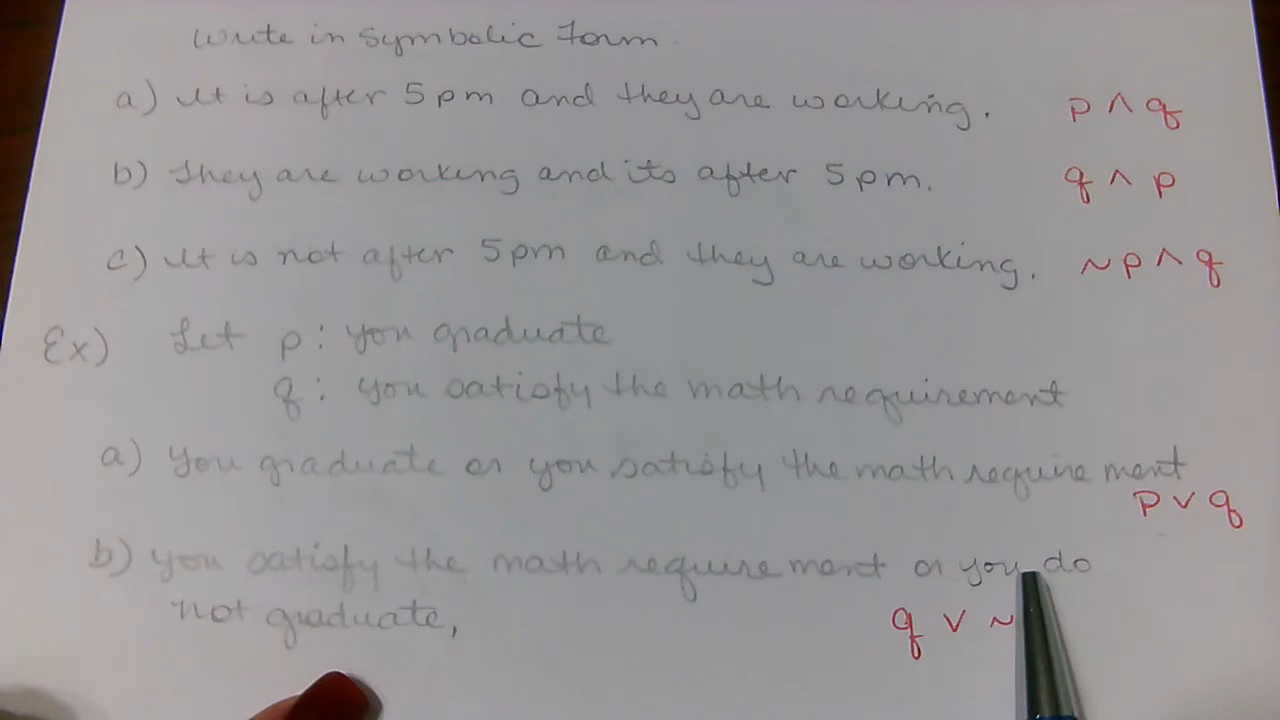 Write in symbolic form.
a) It is after 5pm and they are working. p ∧ q
b) They are working and its after 5pm. q ∧ p
c) It is not after 5pm and they are working. ~p ∧ q
Ex) Let p: you graduate
q: you satisfy the math requirement
a) You graduate or you satisfy the math requirement
p ∨ q
b) you satisfy the math requirement or you do
not graduate, q ∨ ~